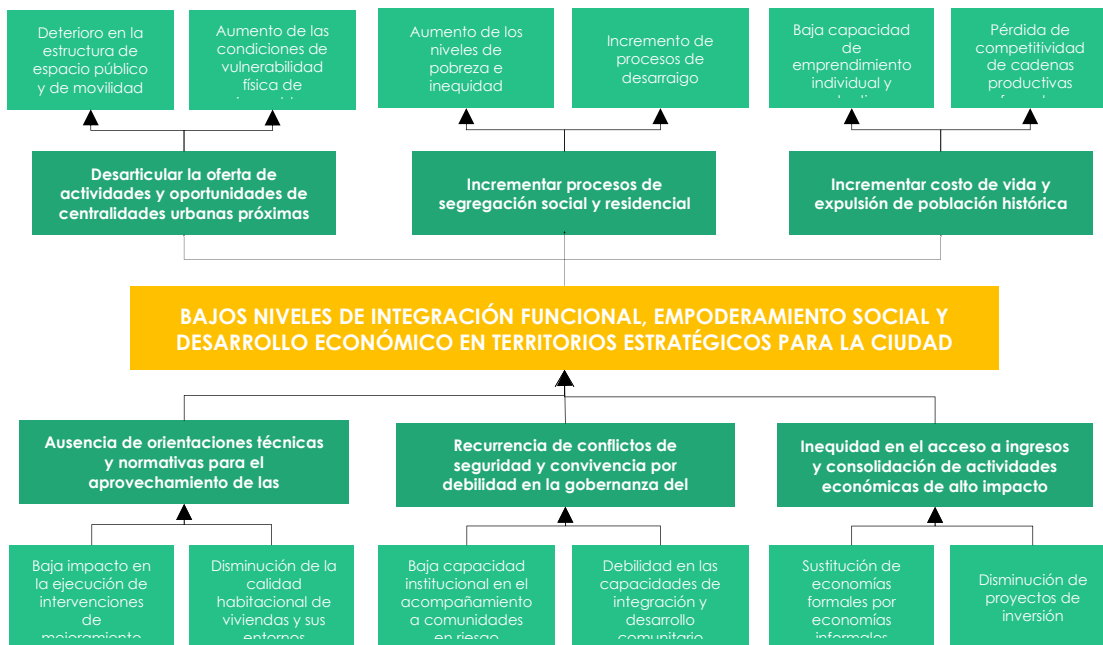 Deterioro en la
estructura de
espacio público
y de movilidad
Aumento de las
condiciones de
vulnerabilidad
física de
Aumento de los
niveles de
pobreza e
inequidad
Incremento de
procesos de
desarraigo
Baja capacidad
de
emprendimiento
individual y
Pérdida de
competitividad
de cadenas
productivas
Desarticular la oferta de
actividades y oportunidades de
centralidades urbanas próximas
Incrementar procesos de
segregación social y residencial
Incrementar costo de vida y
expulsión de población histórica
BAJOS NIVELES DE INTEGRACIÓN FUNCIONAL, EMPODERAMIENTO SOCIAL Y
DESARROLLO ECONÓMICO EN TERRITORIOS ESTRATÉGICOS PARA LA CIUDAD
Ausencia de orientaciones técnicas
y normativas para el
aprovechamiento de las
Recurrencia de conflictos de
seguridad y convivencia por
debilidad en la gobernanza del
Inequidad en el acceso a ingresos
y consolidación de actividades
económicas de alto impacto
Baja impacto en
la ejecución de
intervenciones
de
mejoramiento
Disminución de la
calidad
habitacional de
viviendas y sus
entornos
Baja capacidad
institucional en el
acompañamiento
a comunidades
en riesgo
Debilidad en las
capacidades de
integración y
desarrollo
comunitario
Sustitución de
economías
formales por
economías
informales
Disminución de
proyectos de
inversión